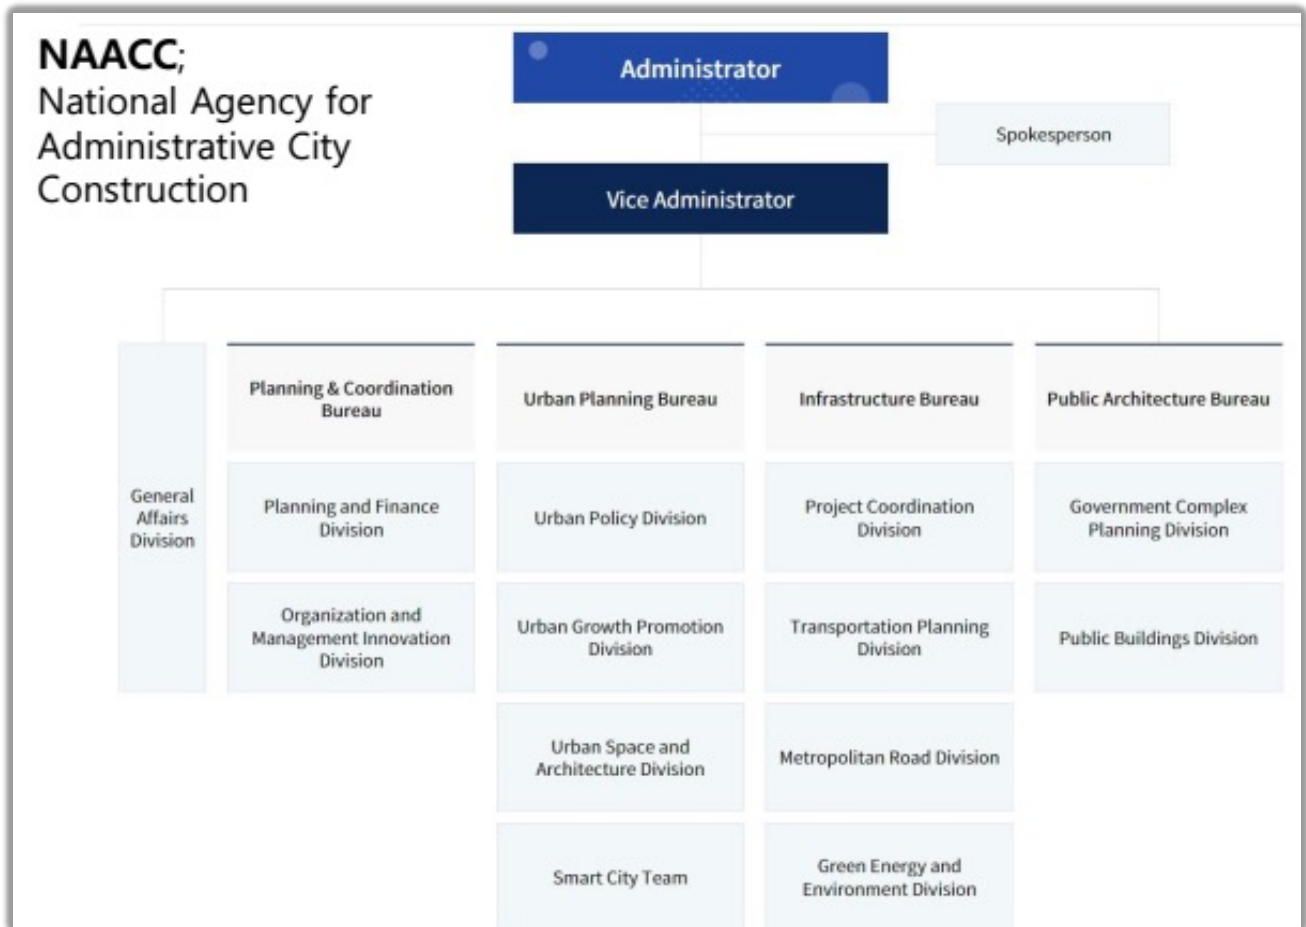 NAACC;
National Agency for
Administrative City
Construction
Administrator
Spokesperson
Vice Administrator
General
Affairs
Division
Planning & Coordination
Bureau
Planning and Finance
Division
Organization and
Management Innovation
Division
Urban Planning Bureau
Urban Policy Division
Urban Growth Promotion
Division
Urban Space and
Architecture Division
Smart City Team
Infrastructure Bureau
Project Coordination
Division
Transportation Planning
Division
Metropolitan Road Division
Green Energy and
Environment Division
Public Architecture Bureau
Government Complex
Planning Division
Public Buildings Division